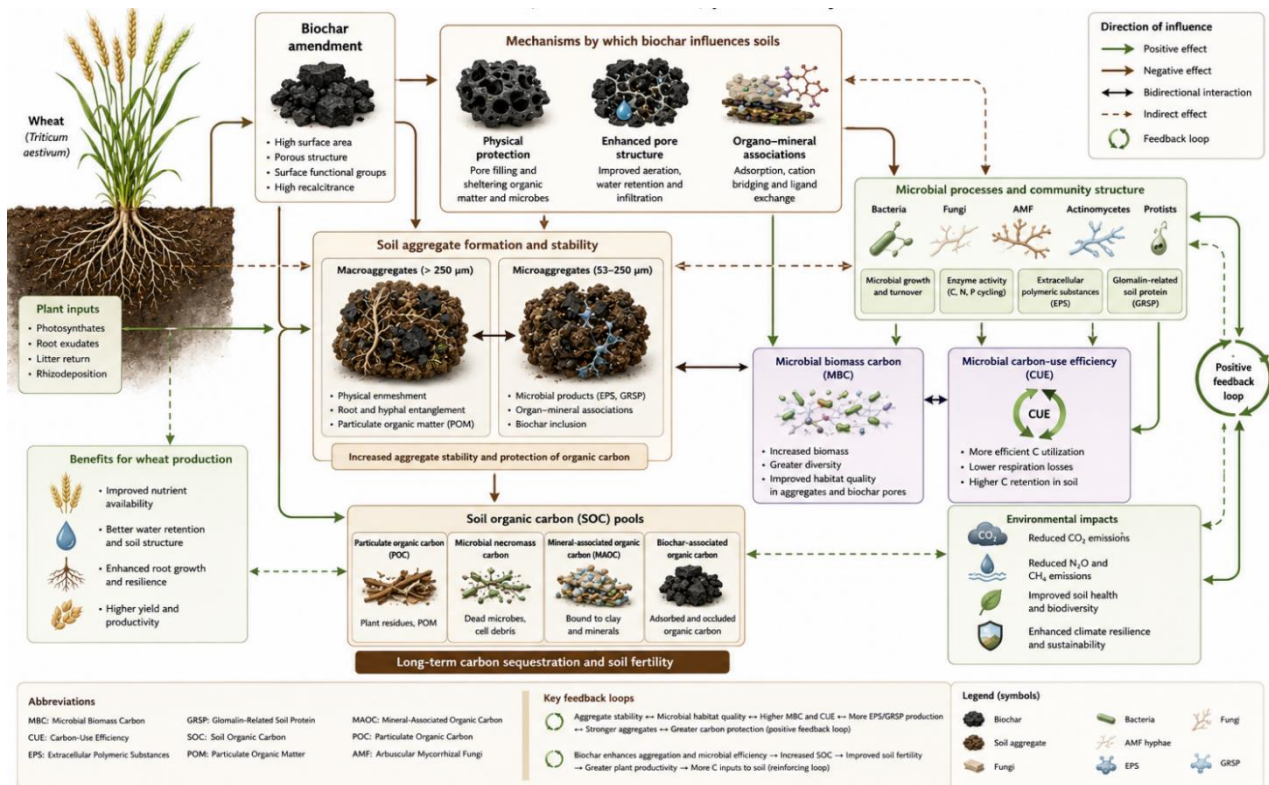 Biochar
amendment
• High surface area
• Porous structure
• Surface functional groups
• High recalcitrance
Wheat
(Triticum
aestivum)
Mechanisms by which biochar influences soils
Physical
protection
Pore filling and
sheltering organic
matter and microbes
Enhanced pore
structure
Improved aeration,
water retention and
infiltration
Organo–mineral
associations
Adsorption, cation
bridging and ligand
exchange
Direction of influence
Positive effect
Negative effect
Bidirectional interaction
Indirect effect
Feedback loop
Microbial processes and community structure
Bacteria
Fungi
AMF
Actinomycetes
Protists
Microbial growth
and turnover
Enzyme activity
(C, N, P cycling)
Extracellular
polymeric substances
(EPS)
Glomalin-related
soil protein
(GRSP)
Soil aggregate formation and stability
Macroaggregates (> 250 µm)
• Physical enmeshment
• Root and hyphal entanglement
• Particulate organic matter (POM)
Microaggregates (53–250 µm)
• Microbial products (EPS, GRSP)
• Organ–mineral associations
• Biochar inclusion
Increased aggregate stability and protection of organic carbon
Plant inputs
• Photosynthates
• Root exudates
• Litter return
• Rhizodeposition
Microbial biomass carbon
(MBC)
• Increased biomass
• Greater diversity
• Improved habitat quality
in aggregates and biochar pores
Microbial carbon-use efficiency
(CUE)
CUE
• More efficient C utilization
• Lower respiration losses
• Higher C retention in soil
Positive
feedback
loop
Benefits for wheat production
• Improved nutrient
availability
• Better water retention
and soil structure
• Enhanced root growth
and resilience
• Higher yield and
productivity
Soil organic carbon (SOC) pools
Particulate organic carbon
(POC)
Plant residues, POM
Microbial necromass
carbon
Dead microbes,
cell debris
Mineral-associated organic
carbon (MAOC)
Bound to clay
and minerals
Biochar-associated
organic carbon
Adsorbed and occluded
organic carbon
Long-term carbon sequestration and soil fertility
Environmental impacts
CO₂
Reduced CO₂ emissions
Reduced N₂O and
CH₄ emissions
Improved soil health
and biodiversity
Enhanced climate resilience
and sustainability
Abbreviations
MBC: Microbial Biomass Carbon
CUE: Carbon-Use Efficiency
EPS: Extracellular Polymeric Substances
GRSP: Glomalin-Related Soil Protein
SOC: Soil Organic Carbon
POM: Particulate Organic Matter
MAOC: Mineral-Associated Organic Carbon
POC: Particulate Organic Carbon
AMF: Arbuscular Mycorrhizal Fungi
Key feedback loops
Aggregate stability ↔ Microbial habitat quality ↔ Higher MBC and CUE ↔ More EPS/GRSP production
↔ Stronger aggregates ↔ Greater carbon protection (positive feedback loop)
Biochar enhances aggregation and microbial efficiency → Increased SOC → Improved soil fertility
→ Greater plant productivity → More C inputs to soil (reinforcing loop)
Legend (symbols)
Biochar
Soil aggregate
Fungi
Bacteria
AMF hyphae
EPS
Fungi
GRSP